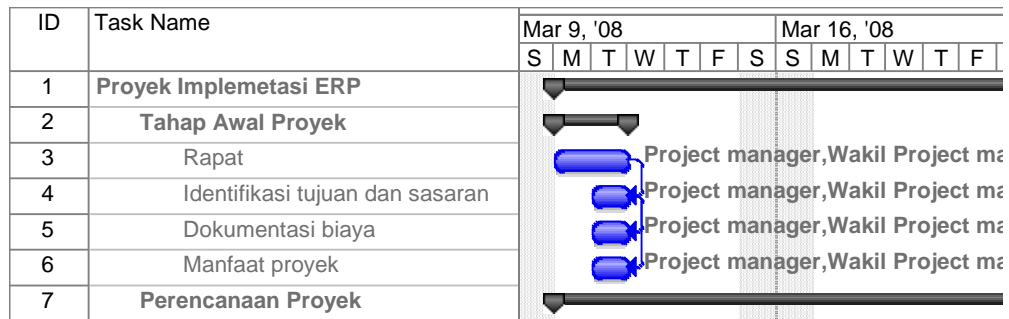 ID Task Name Mar 9, '08 Mar 16, '08
S M T W T F S S M T W T F
1 Proyek Implemetasi ERP
2 Tahap Awal Proyek
3 Rapat Project manager,Wakil Project ma
4 Identifikasi tujuan dan sasaran Project manager,Wakil Project ma
5 Dokumentasi biaya Project manager,Wakil Project ma
6 Manfaat proyek Project manager,Wakil Project ma
7 Perencanaan Proyek